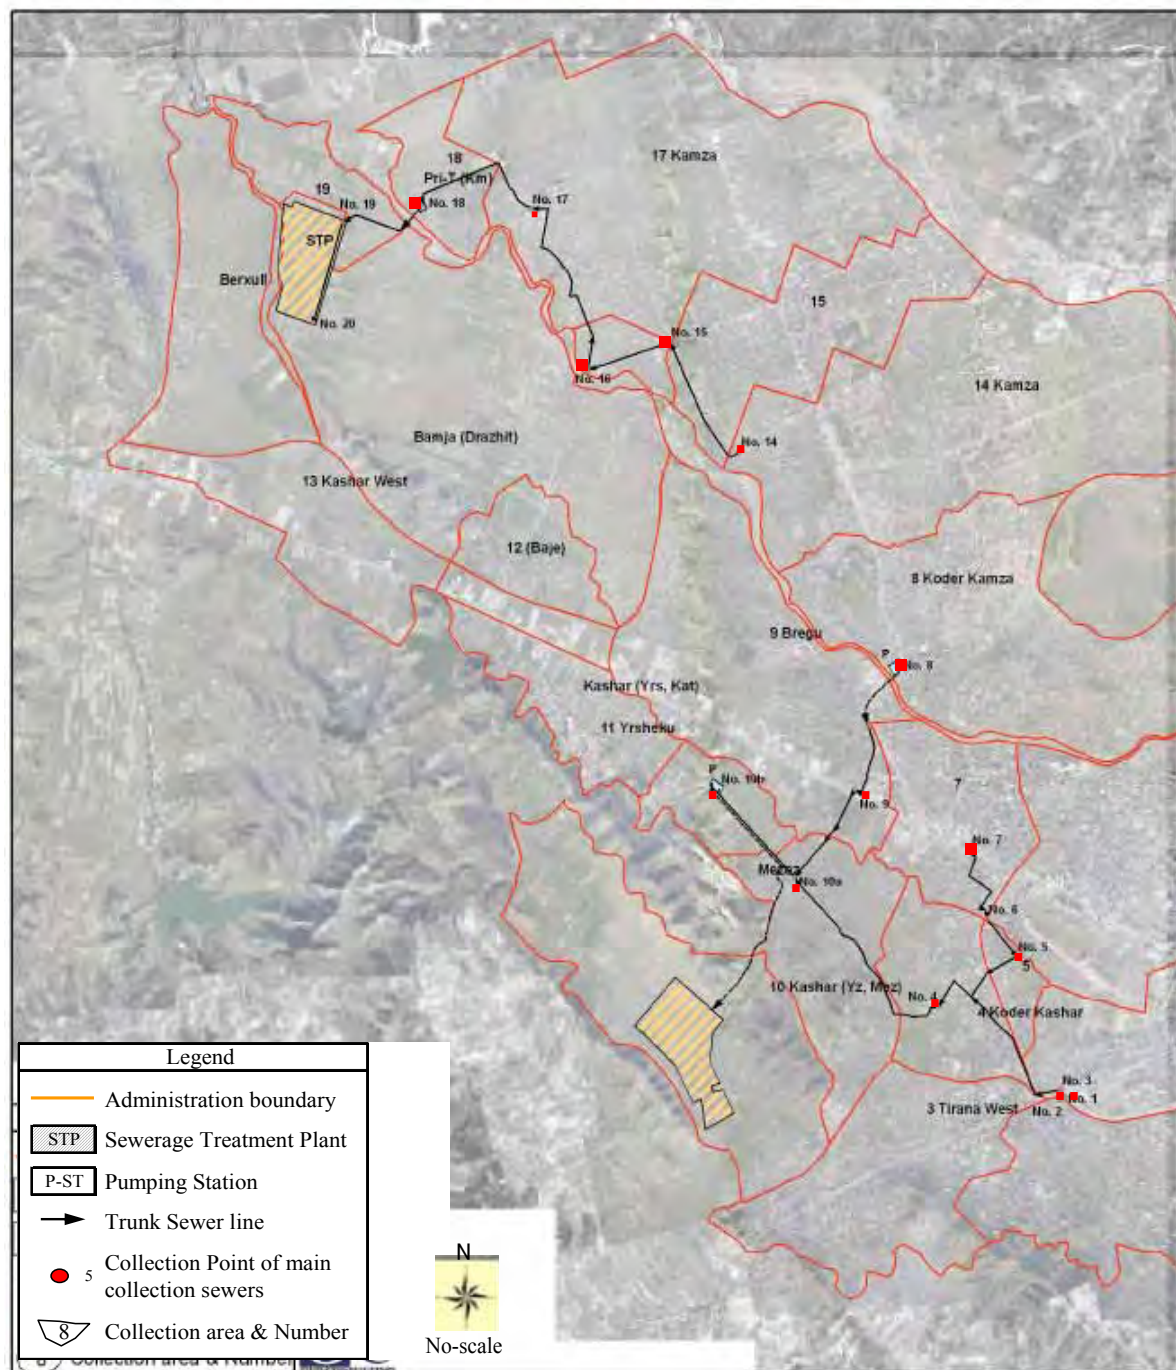 17 Kamza
18
Pri-T (Km)
19
No. 19
No. 18
No. 17
STP
Berxull
No. 20
15
No. 15
No. 16
14 Kamza
No. 14
Bamja (Drazhit)
13 Kashar West
12 (Baje)
8 Koder Kamza
9 Bregu
P
No. 8
Kashar (Yrs, Kat)
11 Yrsheku
P
No. 10b
7
No. 9
No. 7
Mezez
No. 10a
No. 6
No. 5
5
10 Kashar (Yz, Mez)
No. 4
4 Koder Kashar
No. 3
No. 1
No. 2
3 Tirana West
Legend
Administration boundary
STP Sewerage Treatment Plant
P-ST Pumping Station
Trunk Sewer line
5 Collection Point of main
collection sewers
8 Collection area & Number
N
No-scale
Collection area & Number